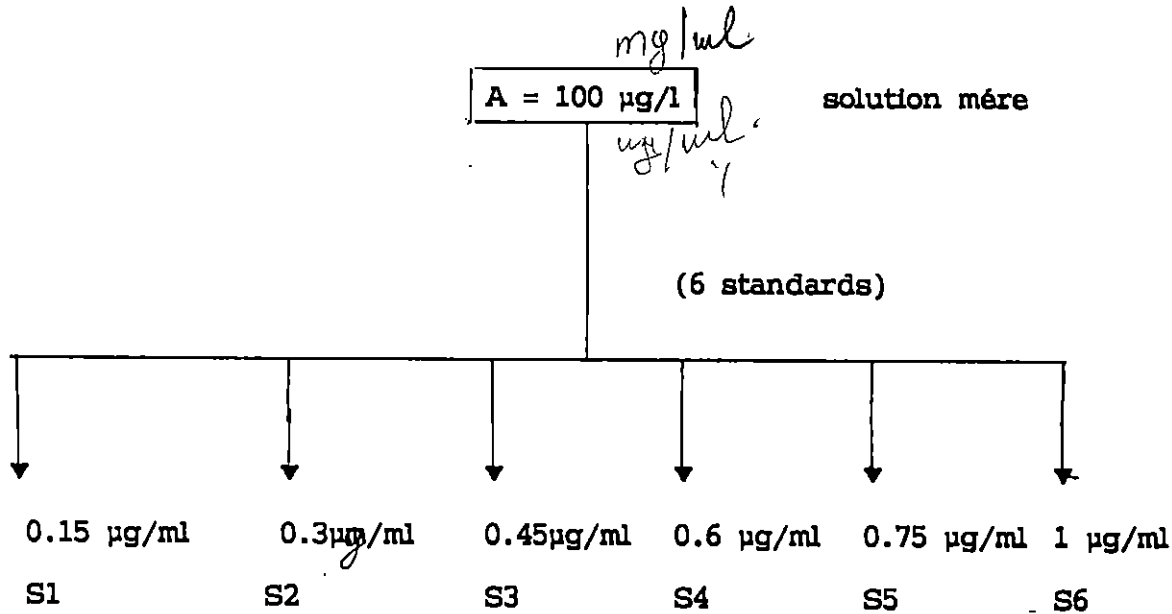 mg/ml.
A = 100 µg/l solution mére
µg/ml.
(6 standards)
0.15 µg/ml 0.3µg/ml 0.45µg/ml 0.6 µg/ml 0.75 µg/ml 1 µg/ml
S1 S2 S3 S4 S5 S6